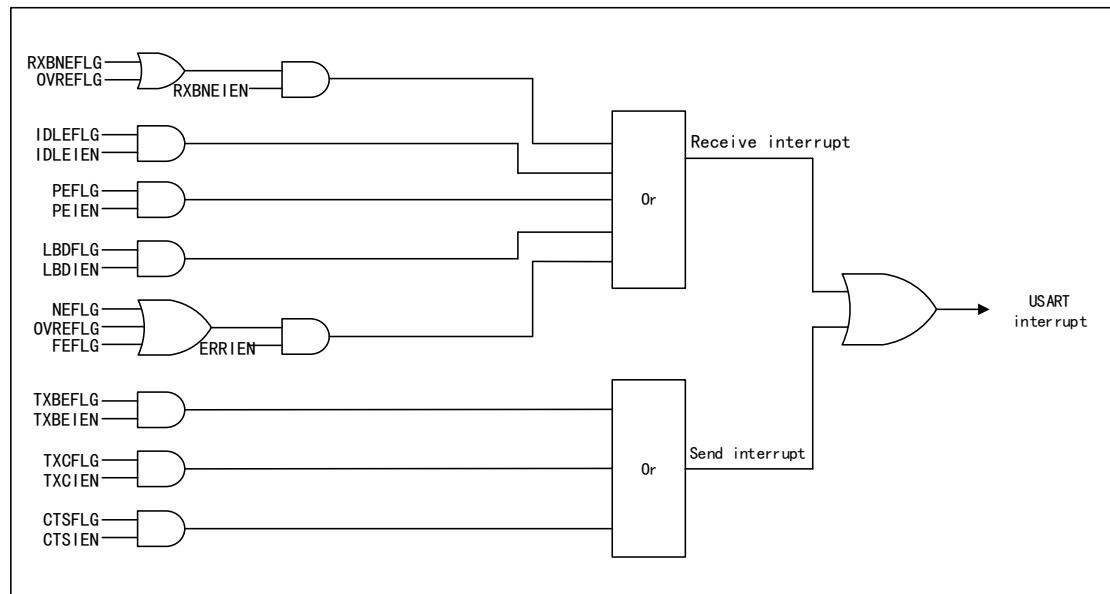 RXBNEFLG
OVREFLG
RXBNEIEN
IDLEFLG
IDLEIEN
PEFLG
PEIEN
LBDFLG
LBDIEN
NEFLG
OVREFLG
FEFLG
ERRIEN
Or
Receive interrupt
TXBEFLG
TXBEIEN
TXCFLG
TXCIEN
CTSFLG
CTSIEN
Or
Send interrupt
USART
interrupt